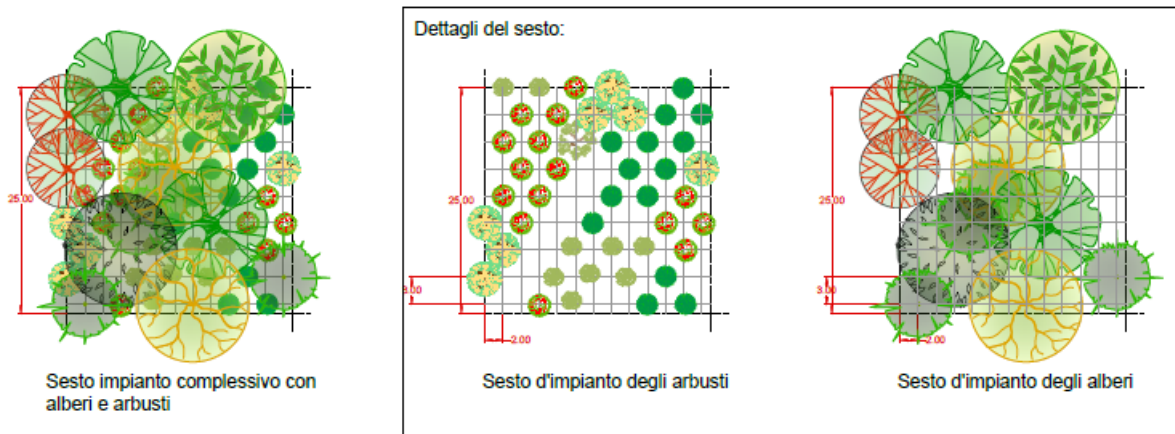 Dettagli del sesto:
25.00
25.00
3.00
2.00
25.00
3.00
2.00
Sesto impianto complessivo con
alberi e arbusti
Sesto d'impianto degli arbusti
Sesto d'impianto degli alberi